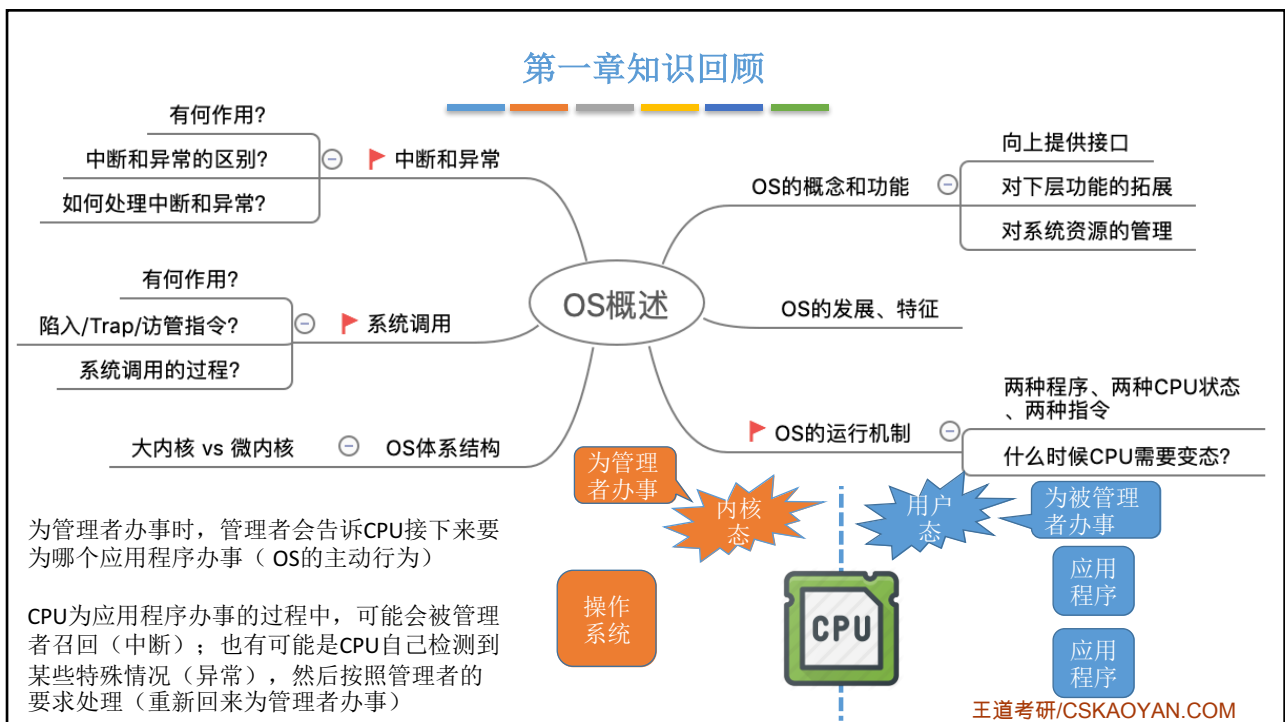 第一章知识回顾
有何作用?
中断和异常的区别?
如何处理中断和异常?
中断和异常
有何作用?
陷入/Trap/访管指令?
系统调用的过程?
系统调用
大内核 vs 微内核
OS体系结构
OS概述
OS的概念和功能
向上提供接口
对下层功能的拓展
对系统资源的管理
OS的发展、特征
OS的运行机制
两种程序、两种CPU状态
、两种指令
什么时候CPU需要变态?
为管理
者办事
内核
态
用户
态
为被管理
者办事
为管理者办事时，管理者会告诉CPU接下来要
为哪个应用程序办事（ OS的主动行为）
CPU为应用程序办事的过程中，可能会被管理
者召回（中断）；也有可能是CPU自己检测到
某些特殊情况（异常），然后按照管理者的
要求处理（重新回来为管理者办事）
操作
系统
CPU
应用
程序
应用
程序
王道考研/CSKAOYAN.COM